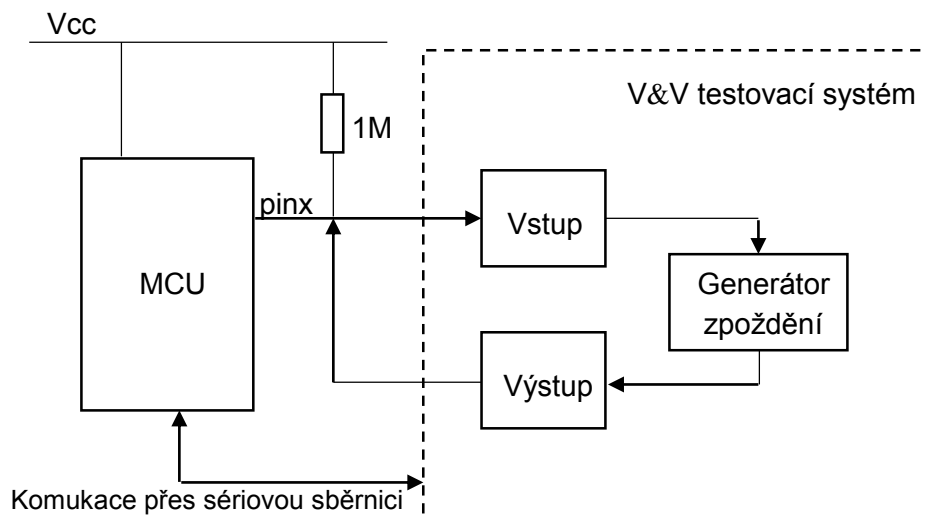 Vcc
V&V testovací systém
1M
pinx
Vstup
MCU
Generátor
zpoždění
Výstup
Komukace přes sériovou sběrnici